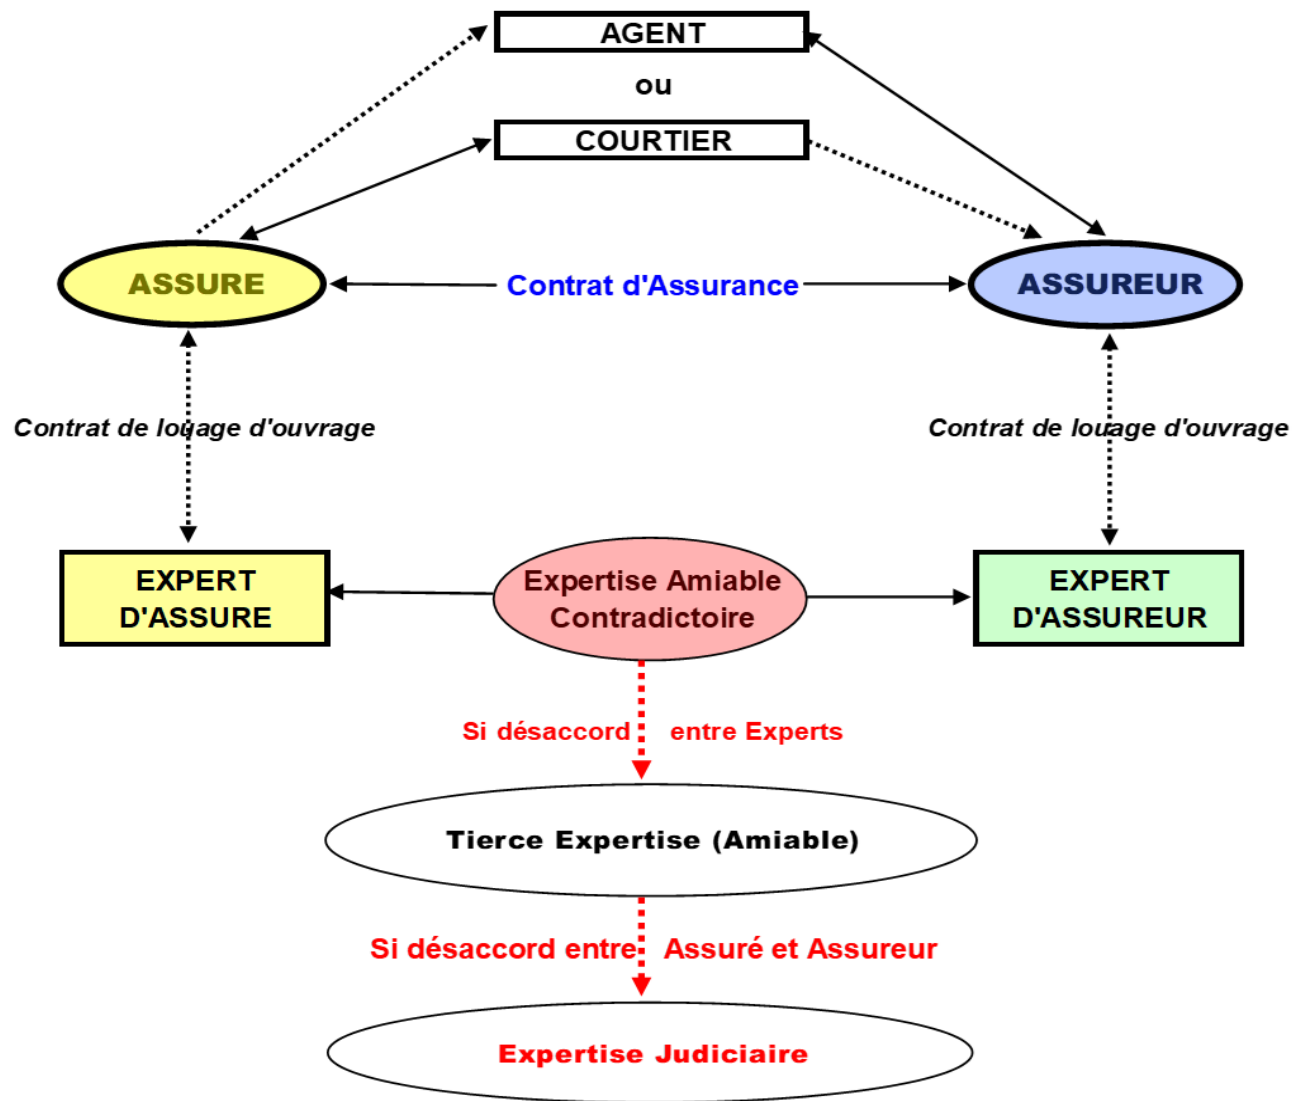 AGENT
ou
COURTIER
ASSURE
Contrat d'Assurance
ASSUREUR
Contrat de louage d'ouvrage
Contrat de louage d'ouvrage
EXPERT
D'ASSURE
Expertise Amiable
Contradictoire
EXPERT
D'ASSUREUR
Si désaccord entre Experts
Tierce Expertise (Amiable)
Si désaccord entre Assuré et Assureur
Expertise Judiciaire